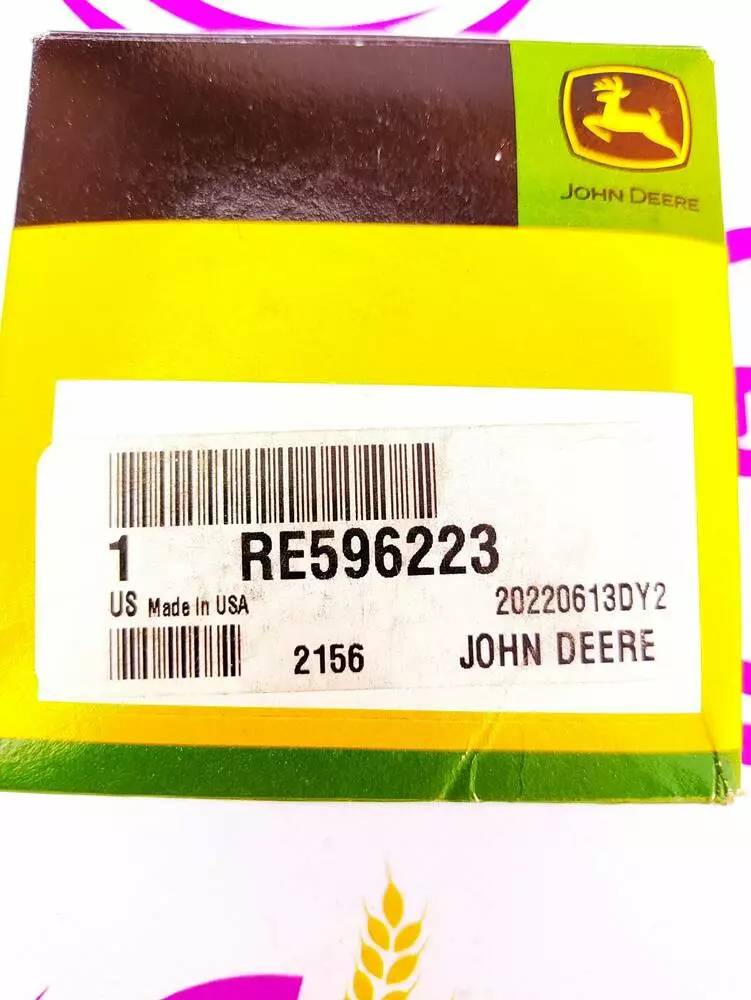 JOHN DEERE
1 RE596223
US Made In USA 20220613DY2
2156 JOHN DEERE